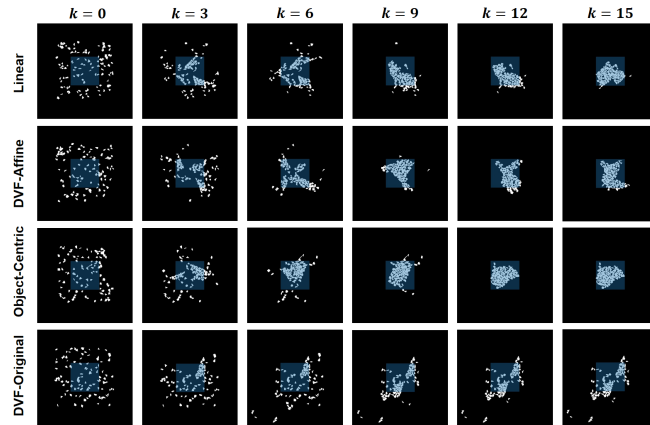 k = 0 k = 3 k = 6 k = 9 k = 12 k = 15
Linear
DVF-Affine
Object-Centric
DVF-Original